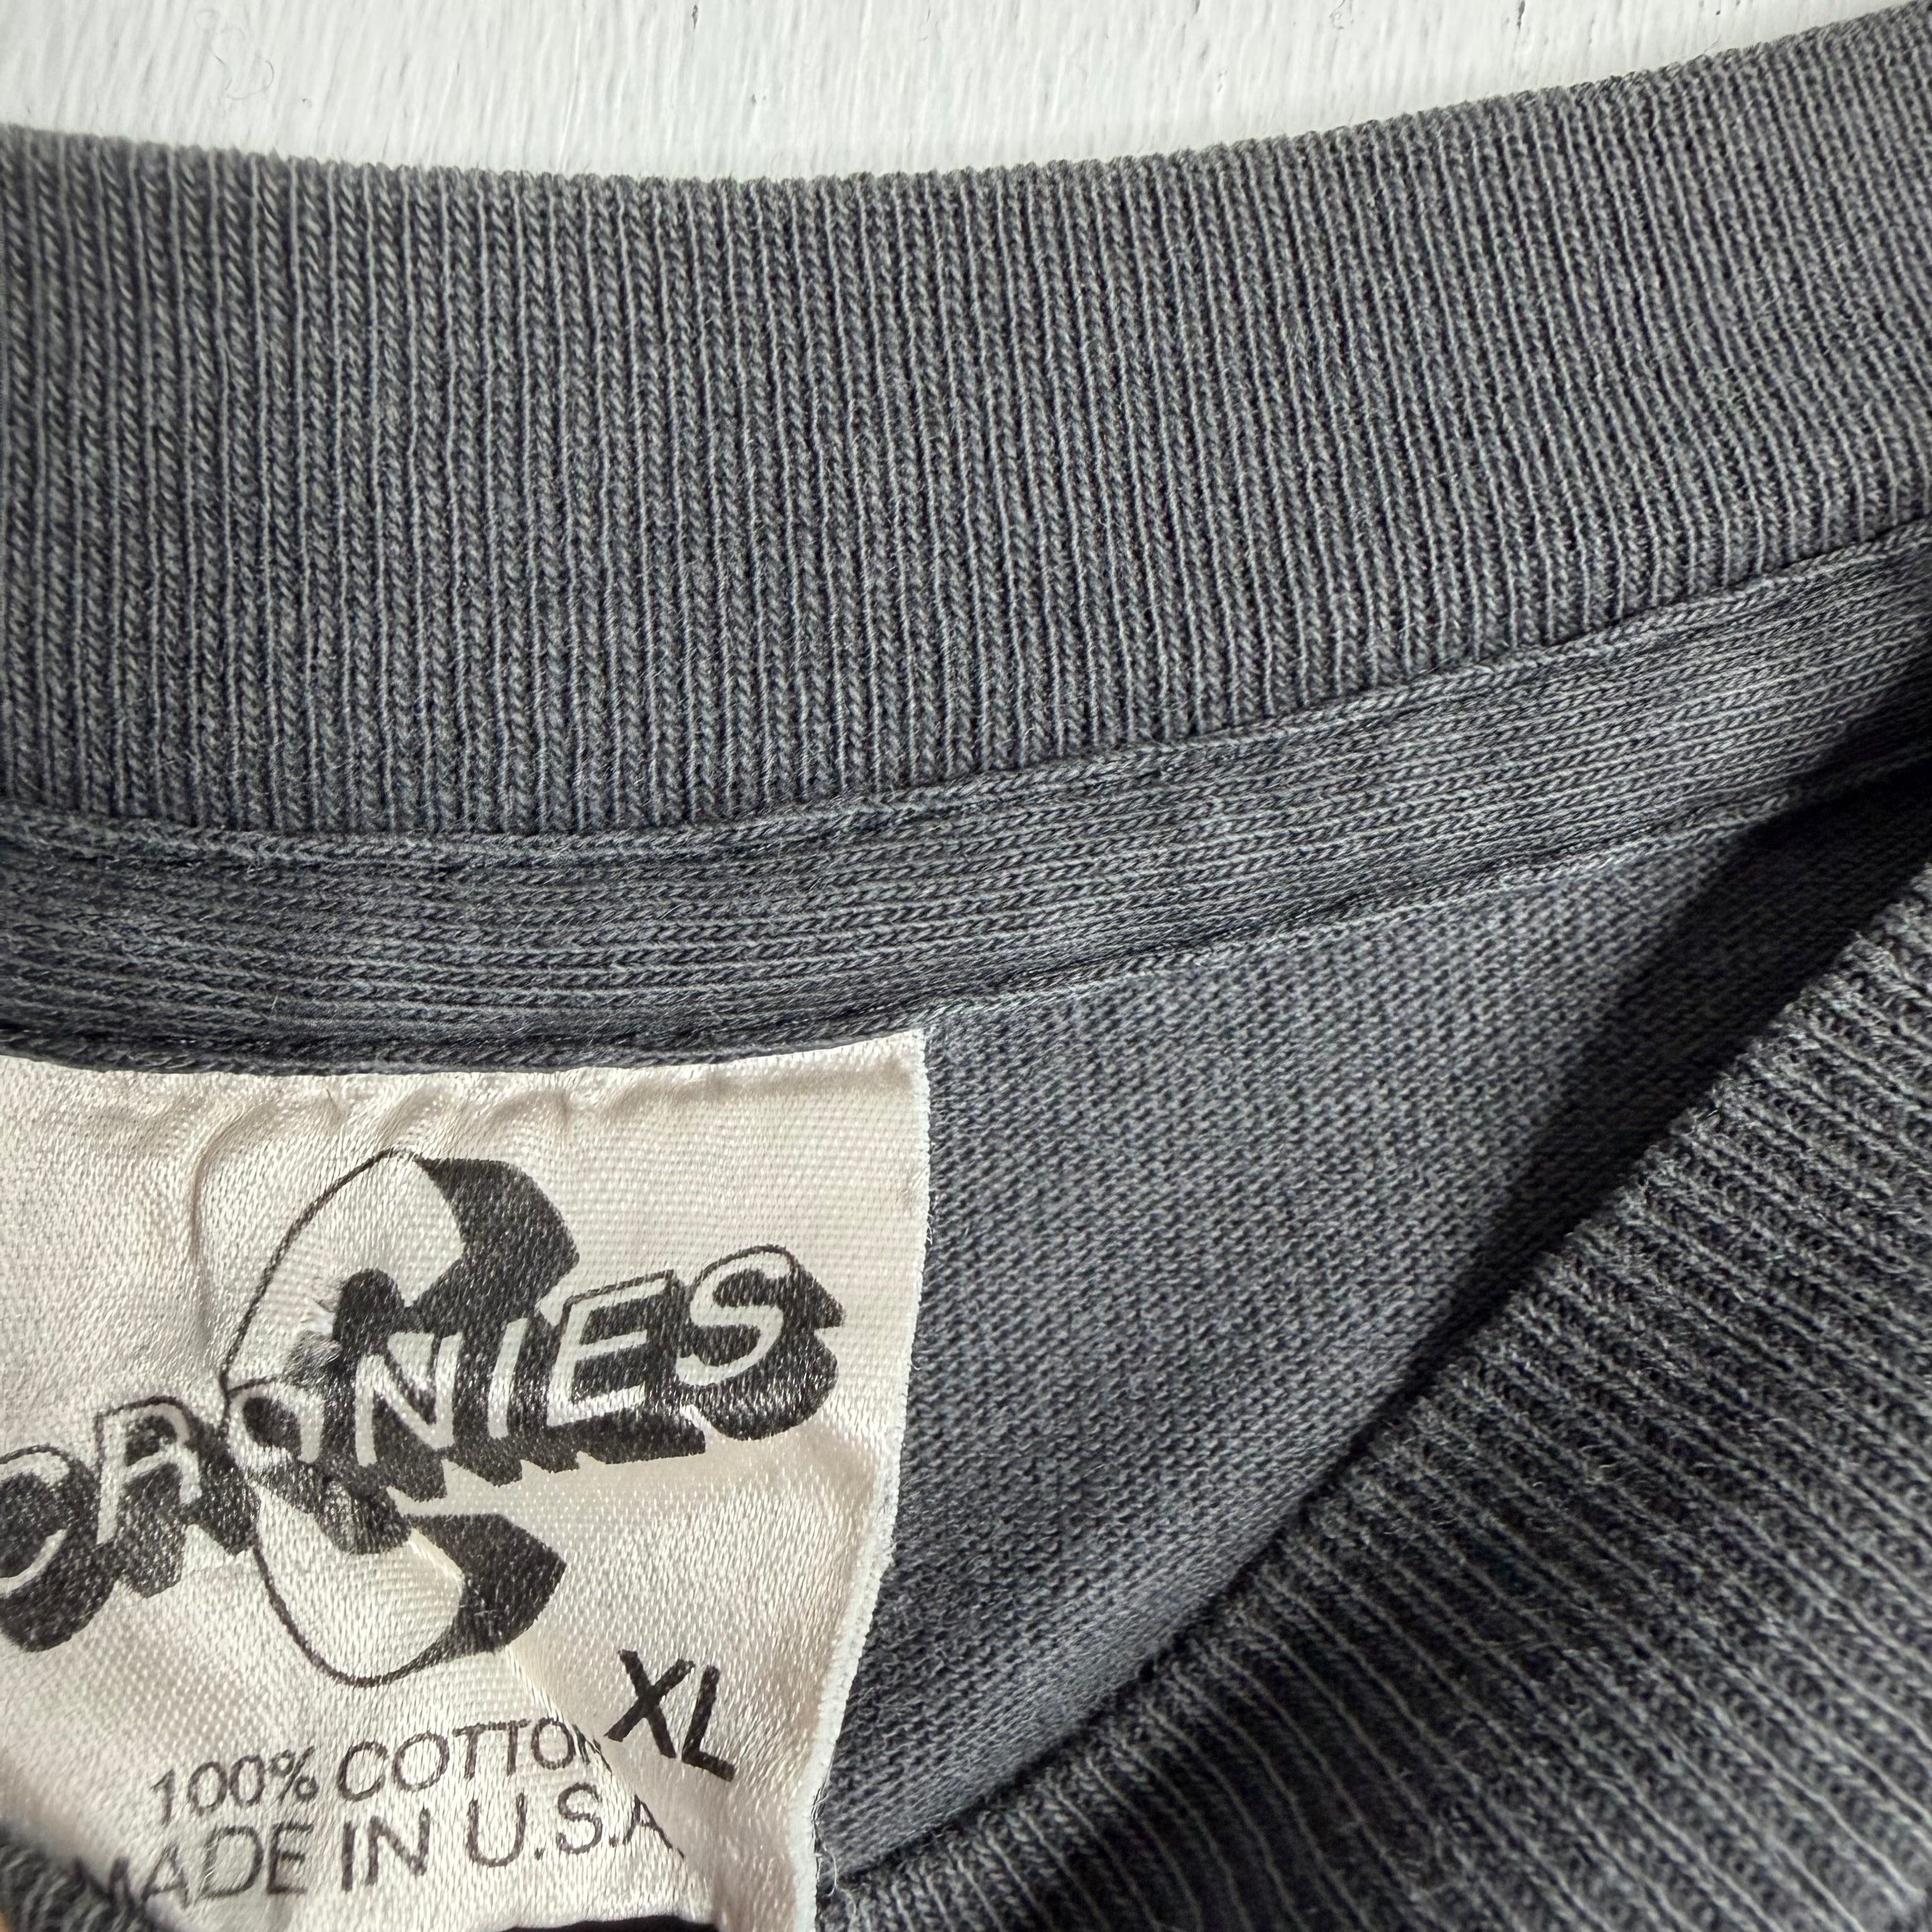 CRONIES
XL
100% COTTON
MADE IN U.S.A.